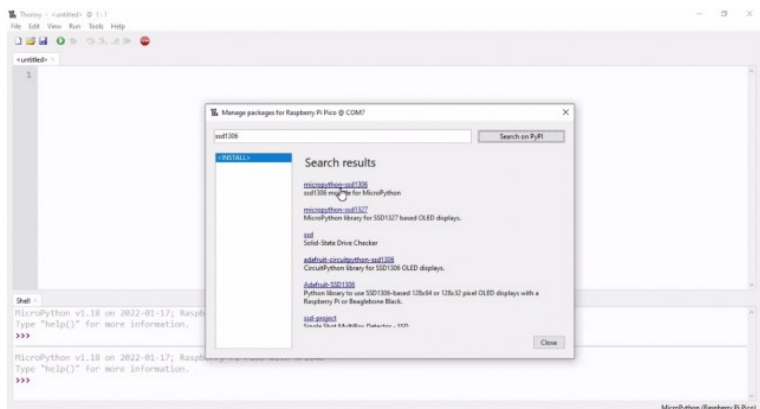 Thonny - <untitled> @ 1:1
File Edit View Run Tools Help
<untitled>
1
Manage packages for Raspberry Pi Pico @ COM7
ssd1306
Search on PyPI
<INSTALL>
Search results
micropython-ssd1306
ssd1306 module for MicroPython
micropython-ssd1327
MicroPython library for SSD1327 based OLED displays.
ssd
Solid-State Drive Checker
adafruit-circuitpython-ssd1306
CircuitPython library for SSD1306 OLED displays.
Adafruit-SSD1306
Python library to use SSD1306-based 128x64 or 128x32 pixel OLED displays with a
Raspberry Pi or Beaglebone Black.
ssd-project
Single Shot MultiBox Detector - SSD
Close
Shell
MicroPython v1.18 on 2022-01-17; Raspb
Type "help()" for more information.
>>>
MicroPython v1.18 on 2022-01-17; Raspb
Type "help()" for more information.
>>>
MicroPython (Raspberry Pi Pico)